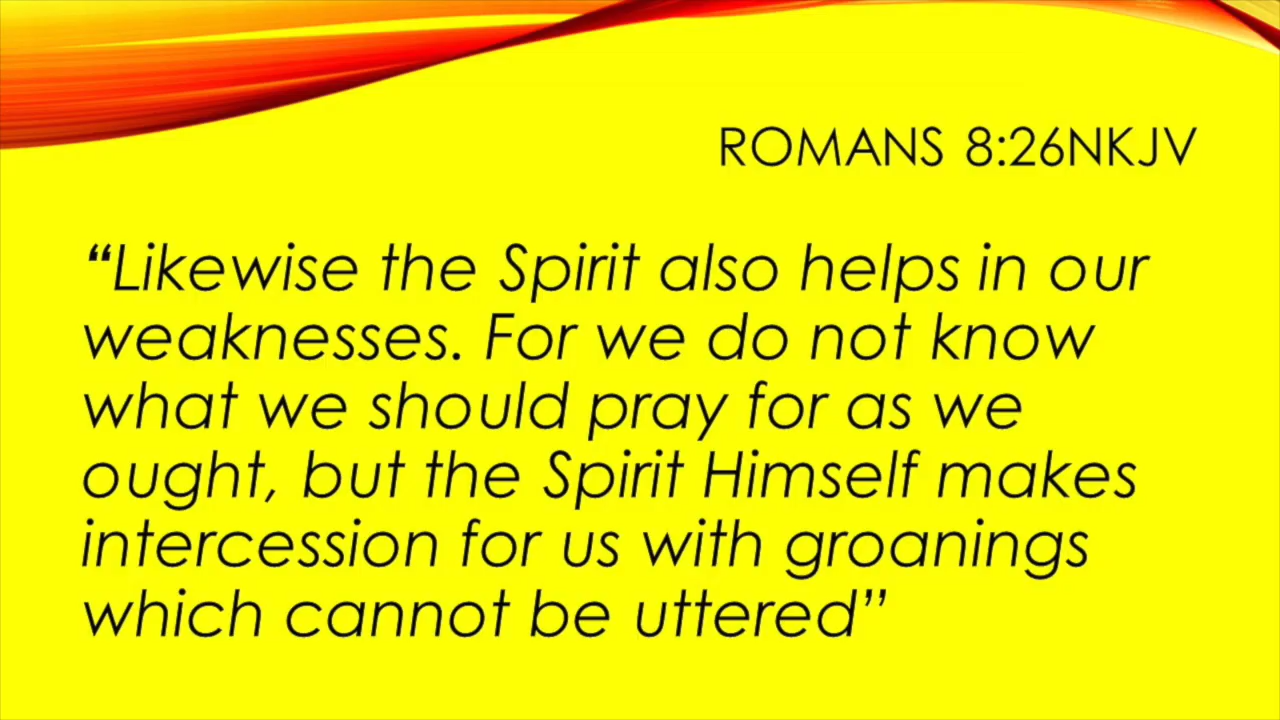 ROMANS 8:26NKJV
“Likewise the Spirit also helps in our
weaknesses. For we do not know
what we should pray for as we
ought, but the Spirit Himself makes
intercession for us with groanings
which cannot be uttered”